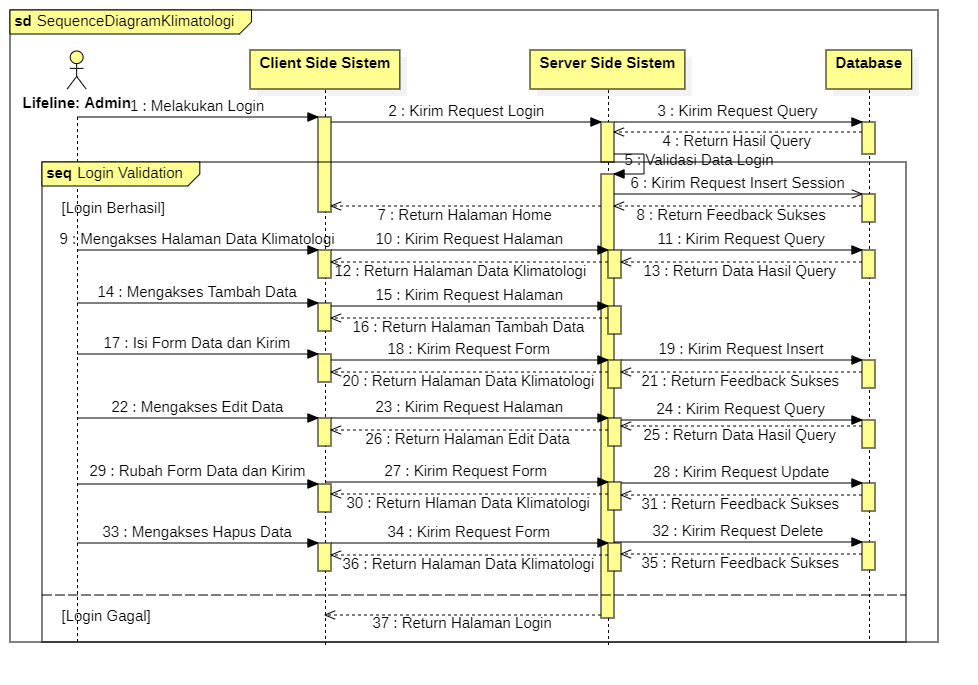 sd SequenceDiagramKlimatologi
Client Side Sistem
Server Side Sistem
Database
Lifeline: Admin
1 : Melakukan Login
2 : Kirim Request Login
3 : Kirim Request Query
4 : Return Hasil Query
5 : Validasi Data Login
seq Login Validation
6 : Kirim Request Insert Session
[Login Berhasil]
7 : Return Halaman Home
8 : Return Feedback Sukses
9 : Mengakses Halaman Data Klimatologi
10 : Kirim Request Halaman
11 : Kirim Request Query
12 : Return Halaman Data Klimatologi
13 : Return Data Hasil Query
14 : Mengakses Tambah Data
15 : Kirim Request Halaman
16 : Return Halaman Tambah Data
17 : Isi Form Data dan Kirim
18 : Kirim Request Form
19 : Kirim Request Insert
20 : Return Halaman Data Klimatologi
21 : Return Feedback Sukses
22 : Mengakses Edit Data
23 : Kirim Request Halaman
24 : Kirim Request Query
26 : Return Halaman Edit Data
25 : Return Data Hasil Query
29 : Rubah Form Data dan Kirim
27 : Kirim Request Form
28 : Kirim Request Update
30 : Return Hlaman Data Klimatologi
31 : Return Feedback Sukses
33 : Mengakses Hapus Data
34 : Kirim Request Form
32 : Kirim Request Delete
36 : Return Halaman Data Klimatologi
35 : Return Feedback Sukses
[Login Gagal]
37 : Return Halaman Login